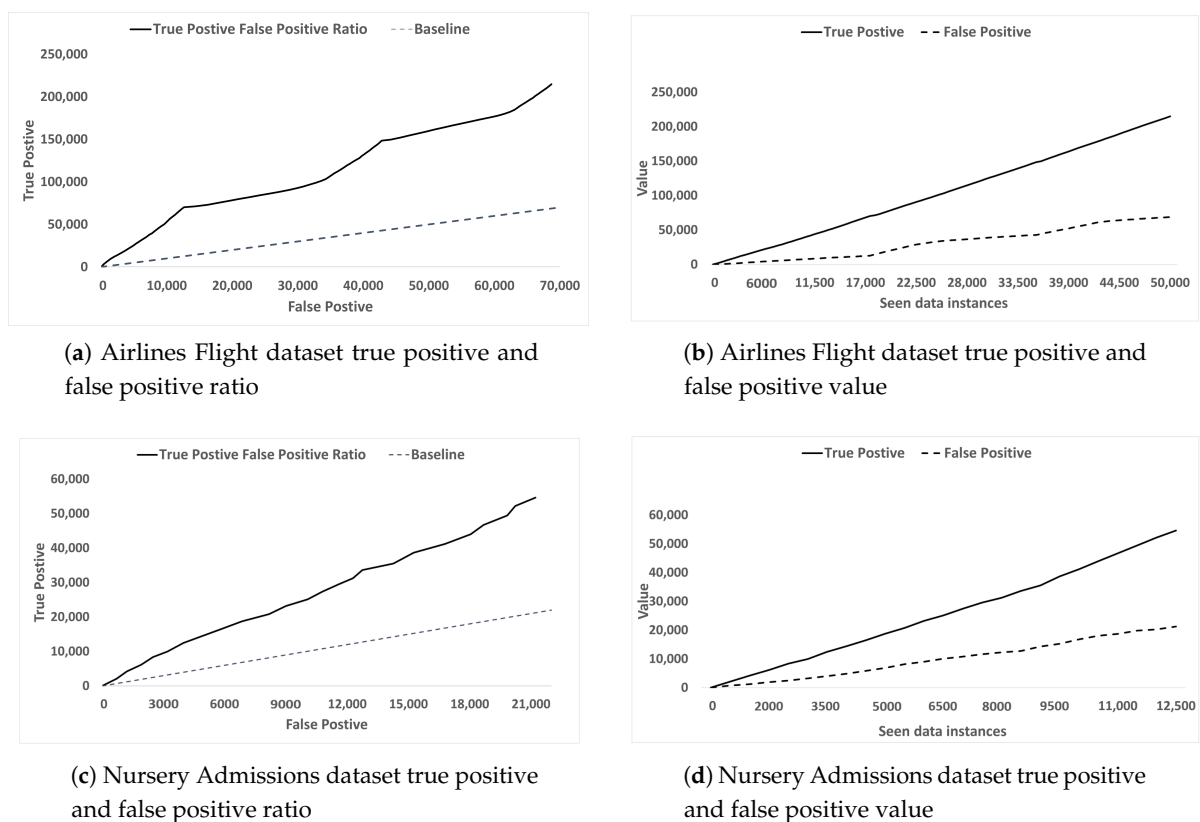 True Postive False Positive Ratio Baseline
250,000
200,000
150,000
100,000
50,000
0
True Postive
0 10,000 20,000 30,000 40,000 50,000 60,000 70,000
False Postive
(a) Airlines Flight dataset true positive and
false positive ratio
True Postive False Positive
250,000
200,000
150,000
100,000
50,000
0
Value
0 6000 11,500 17,000 22,500 28,000 33,500 39,000 44,500 50,000
Seen data instances
(b) Airlines Flight dataset true positive and
false positive value
True Postive False Positive Ratio Baseline
60,000
50,000
40,000
30,000
20,000
10,000
0
True Postive
0 3000 6000 9000 12,000 15,000 18,000 21,000
False Postive
(c) Nursery Admissions dataset true positive
and false positive ratio
True Postive False Positive
60,000
50,000
40,000
30,000
20,000
10,000
0
Value
0 2000 3500 5000 6500 8000 9500 11,000 12,500
Seen data instances
(d) Nursery Admissions dataset true positive
and false positive value